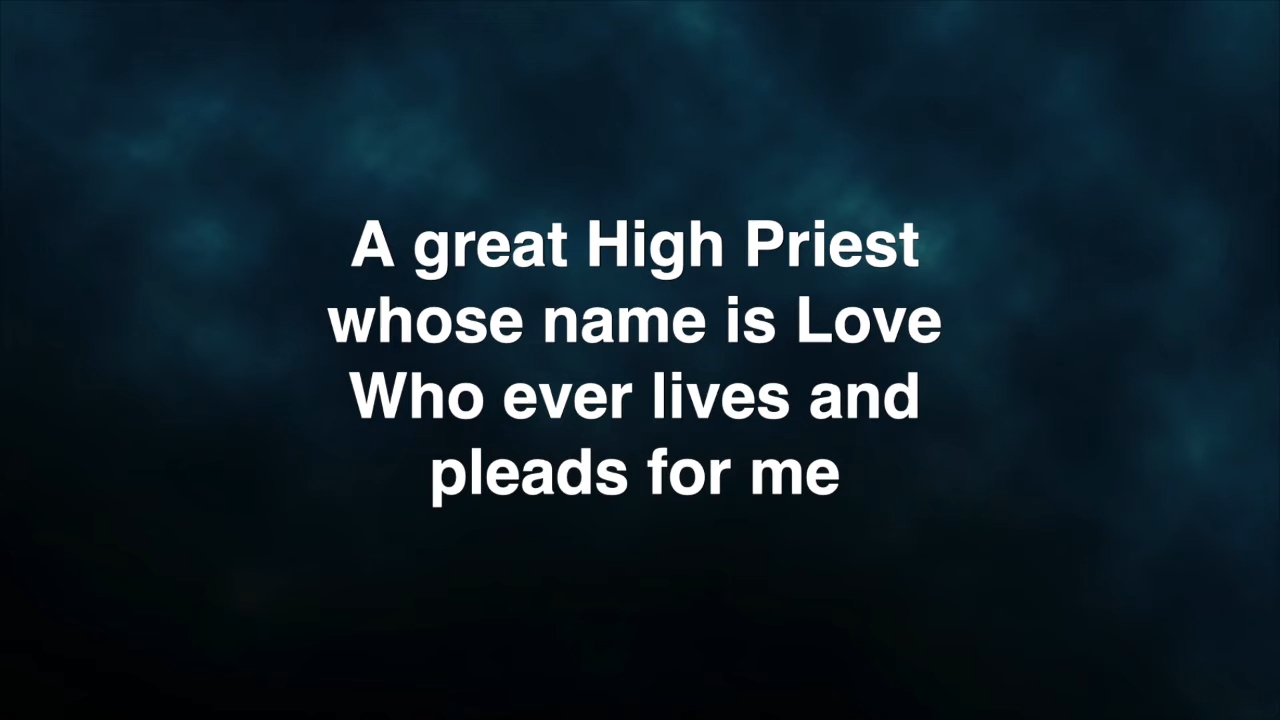 A great High Priest
whose name is Love
Who ever lives and
pleads for me